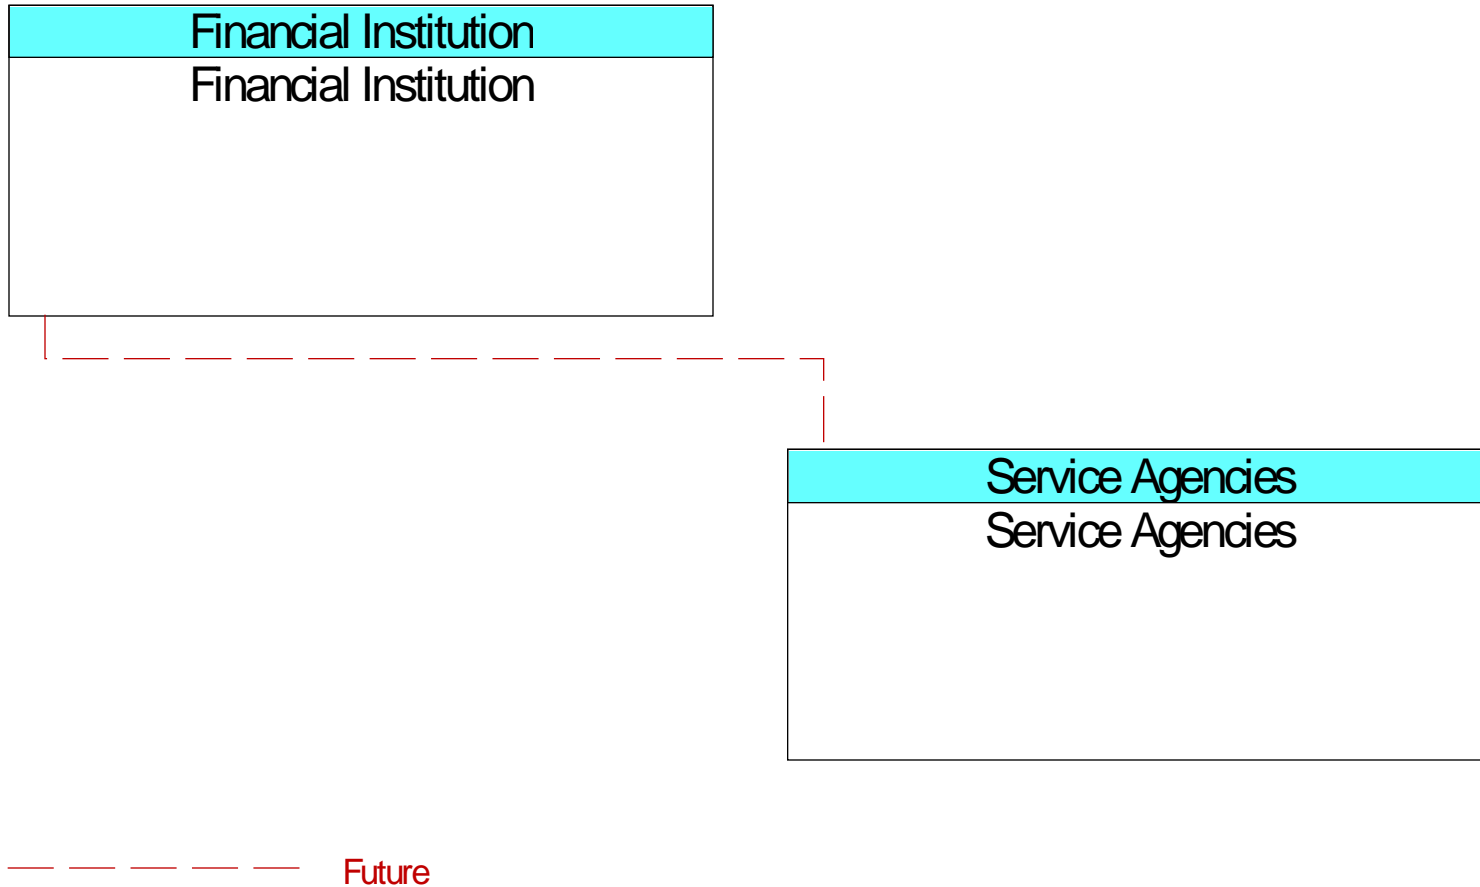 Financial Institution
Financial Institution
Service Agencies
Service Agencies
Future